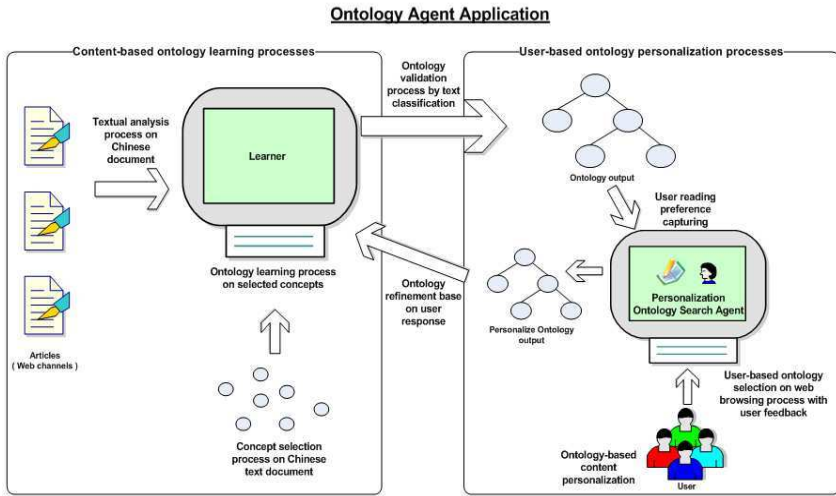 Ontology Agent Application
Content-based ontology learning processes
User-based ontology personalization processes
Textual analysis
process on
Chinese
document
Learner
Ontology learning process
on selected concepts
Articles
( Web channels )
Concept selection
process on Chinese
text document
Ontology
validation
process by text
classification
Ontology
refinement base
on user
response
Ontology output
User reading
preference
capturing
Personalization
Ontology Search Agent
Personalize Ontology
output
User-based ontology
selection on web
browsing process with
user feedback
Ontology-based
content
personalization
User